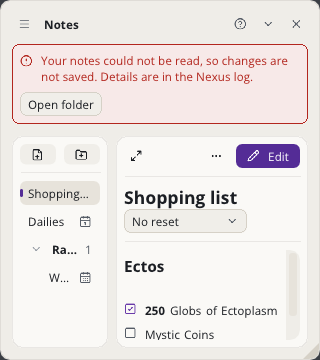 Notes
Your notes could not be read, so changes are
not saved. Details are in the Nexus log.
Open folder
Edit
Shopping...
Dailies
Ra... 1
W...
Shopping list
No reset
Ectos
250 Globs of Ectoplasm
Mystic Coins